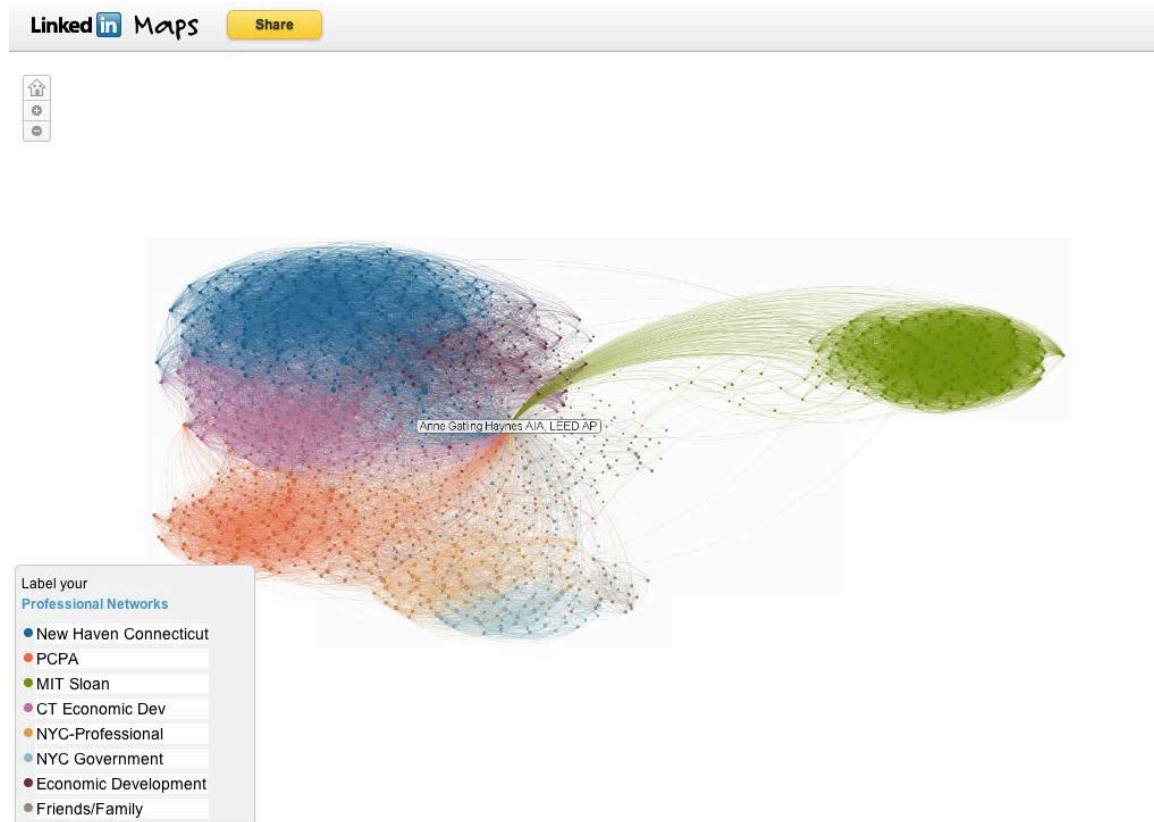 Linked in Maps Share
Anne Gatling Haynes AIA, LEED AP
Label your
Professional Networks
New Haven Connecticut
PCPA
MIT Sloan
CT Economic Dev
NYC-Professional
NYC Government
Economic Development
Friends/Family